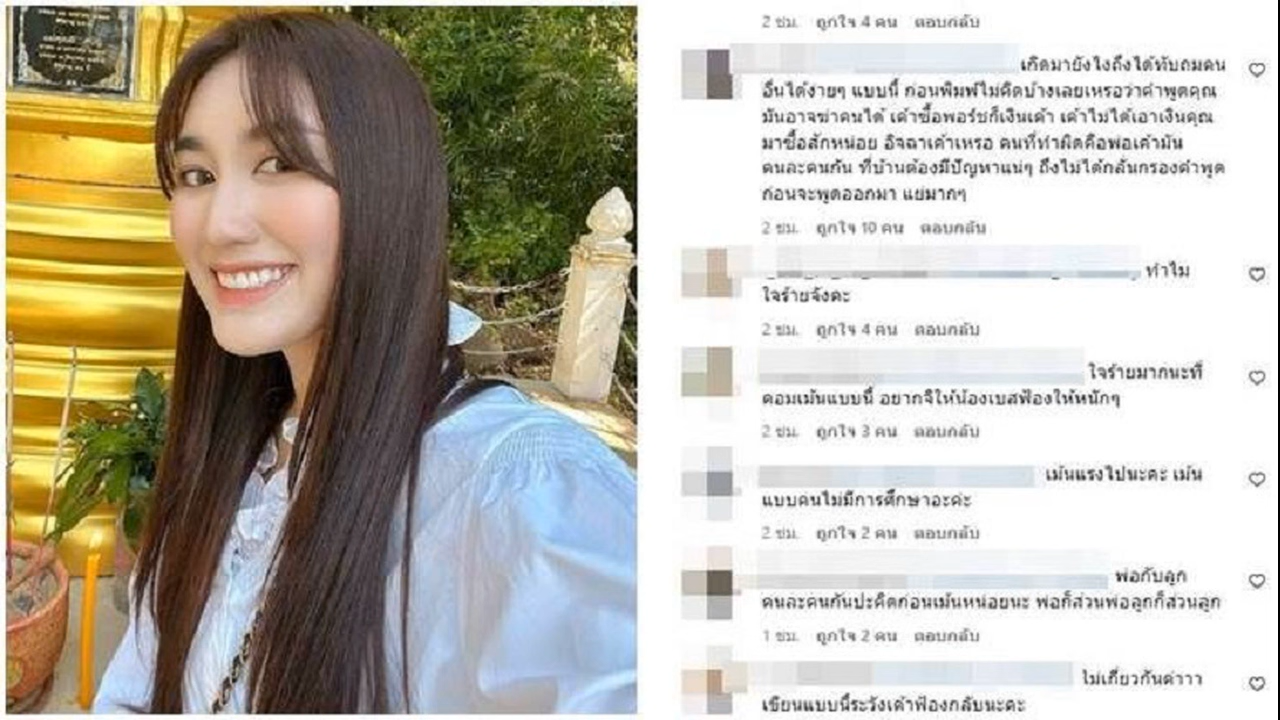 2 ชม. ถูกใจ 4 คน ตอบกลับ
เกิดมายังไงถึงได้ทับถมคน
อื่นได้ง่ายๆ แบบนี้ ก่อนพิมพ์ไม่คิดบ้างเลยเหรอว่าคำพูดคุณ
มันอาจฆ่าคนได้ เค้าซื้อพอร์ชก็เงินเค้า เค้าไม่ได้เอาเงินคุณ
มาซื้อสักหน่อย อิจฉาเค้าเหรอ คนที่ทำผิดคือพ่อเค้ามัน
คนละคนกัน ที่บ้านต้องมีปัญหาแน่ๆ ถึงไม่ได้กลั่นกรองคำพูด
ก่อนจะพูดออกมา แย่มากๆ
2 ชม. ถูกใจ 10 คน ตอบกลับ
ทำไม
ใจร้ายจังคะ
2 ชม. ถูกใจ 4 คน ตอบกลับ
ใจร้ายมากนะที่
คอมเม้นแบบนี้ อยากจิให้น้องเบสฟ้องให้หนักๆ
2 ชม. ถูกใจ 3 คน ตอบกลับ
เม้นแรงไปนะคะ เม้น
แบบคนไม่มีการศึกษาอะค่ะ
2 ชม. ถูกใจ 2 คน ตอบกลับ
พ่อกับลูก
คนละคนกันปะคิดก่อนเม้นหน่อยนะ พ่อก็ส่วนพ่อลูกก็ส่วนลูก
1 ชม. ถูกใจ 2 คน ตอบกลับ
ไม่เกี่ยวกันค่าาา
เขียนแบบนี้ระวังเค้าฟ้องกลับนะคะ